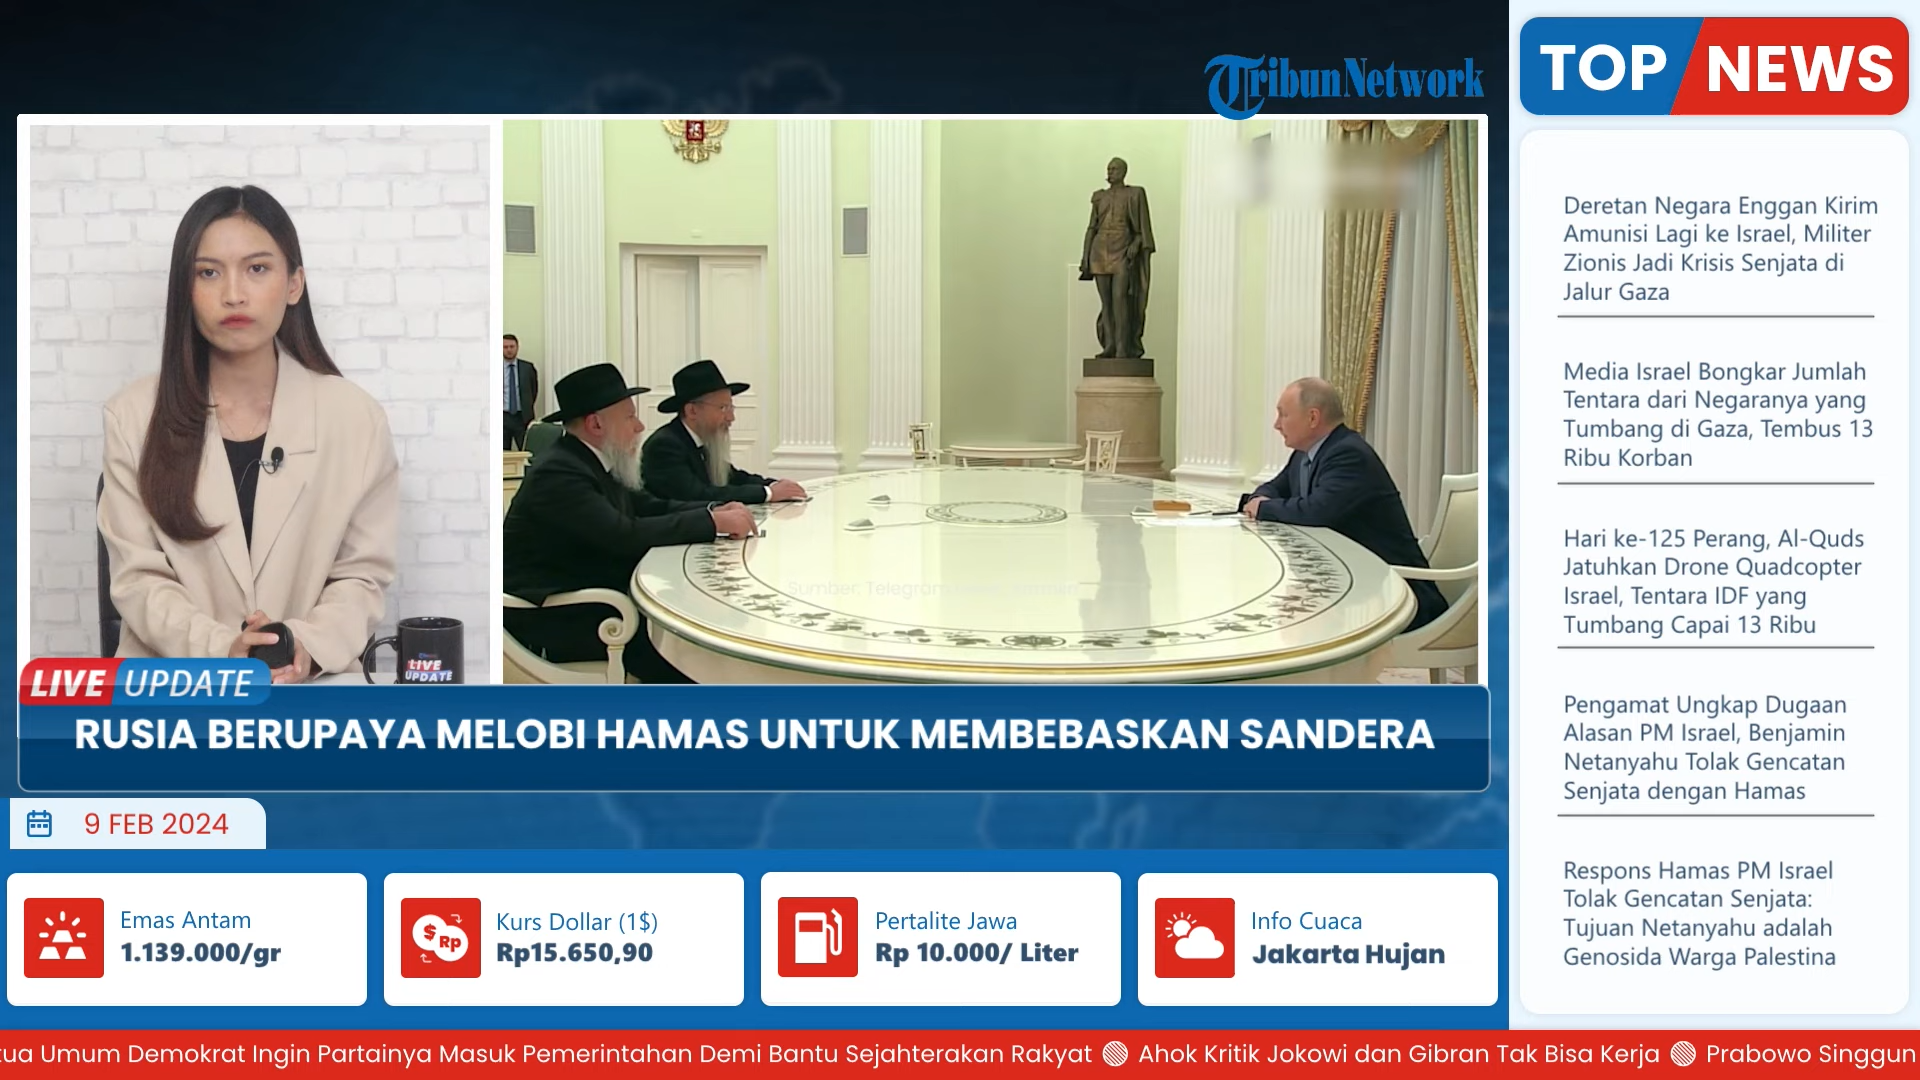 TribunNetwork
TOP NEWS
Deretan Negara Enggan Kirim
Amunisi Lagi ke Israel, Militer
Zionis Jadi Krisis Senjata di
Jalur Gaza
Media Israel Bongkar Jumlah
Tentara dari Negaranya yang
Tumbang di Gaza, Tembus 13
Ribu Korban
Hari ke-125 Perang, Al-Quds
Jatuhkan Drone Quadcopter
Israel, Tentara IDF yang
Tumbang Capai 13 Ribu
Pengamat Ungkap Dugaan
Alasan PM Israel, Benjamin
Netanyahu Tolak Gencatan
Senjata dengan Hamas
Respons Hamas PM Israel
Tolak Gencatan Senjata:
Tujuan Netanyahu adalah
Genosida Warga Palestina
Sumber: Telegram
LIVE
UPDATE
LIVE UPDATE
RUSIA BERUPAYA MELOBI HAMAS UNTUK MEMBEBASKAN SANDERA
9 FEB 2024
Emas Antam
1.139.000/gr
$ Rp
Kurs Dollar (1$)
Rp15.650,90
Pertalite Jawa
Rp 10.000/ Liter
Info Cuaca
Jakarta Hujan
tua Umum Demokrat Ingin Partainya Masuk Pemerintahan Demi Bantu Sejahterakan Rakyat Ahok Kritik Jokowi dan Gibran Tak Bisa Kerja Prabowo Singgun